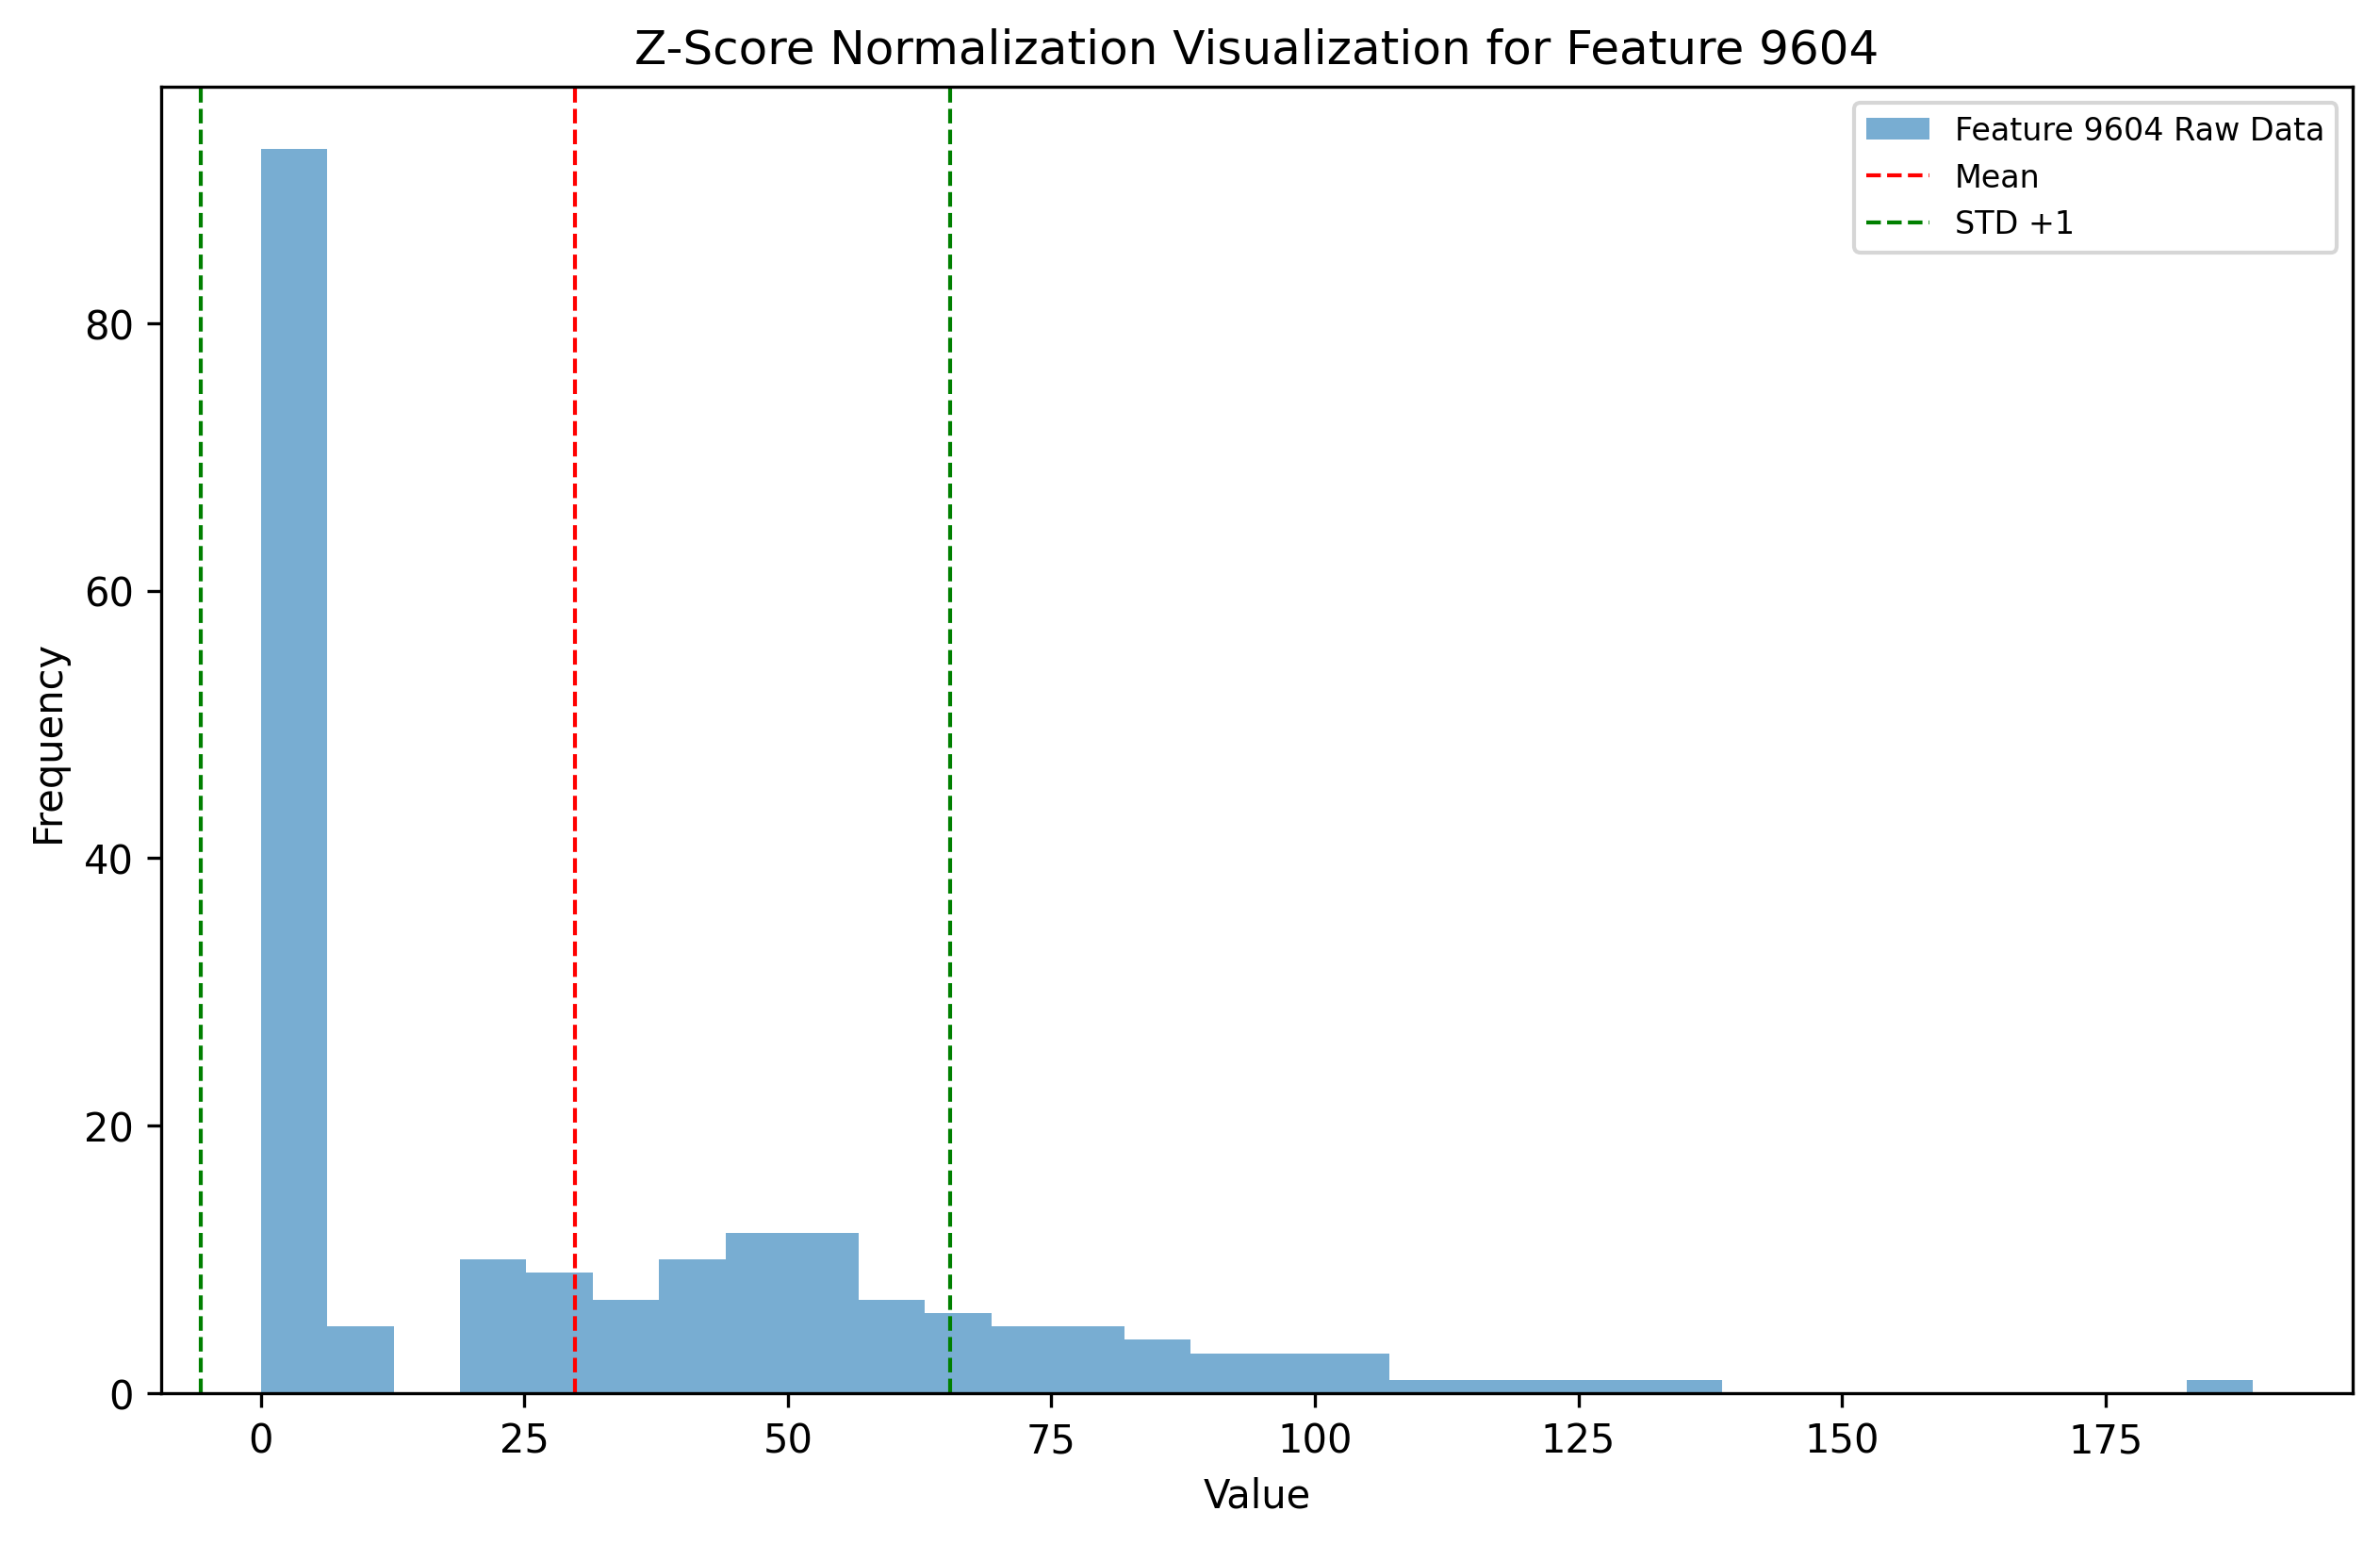 Z-Score Normalization Visualization for Feature 9604
Feature 9604 Raw Data
Mean
STD +1
Frequency
80
60
40
20
0
0 25 50 75 100 125 150 175
Value